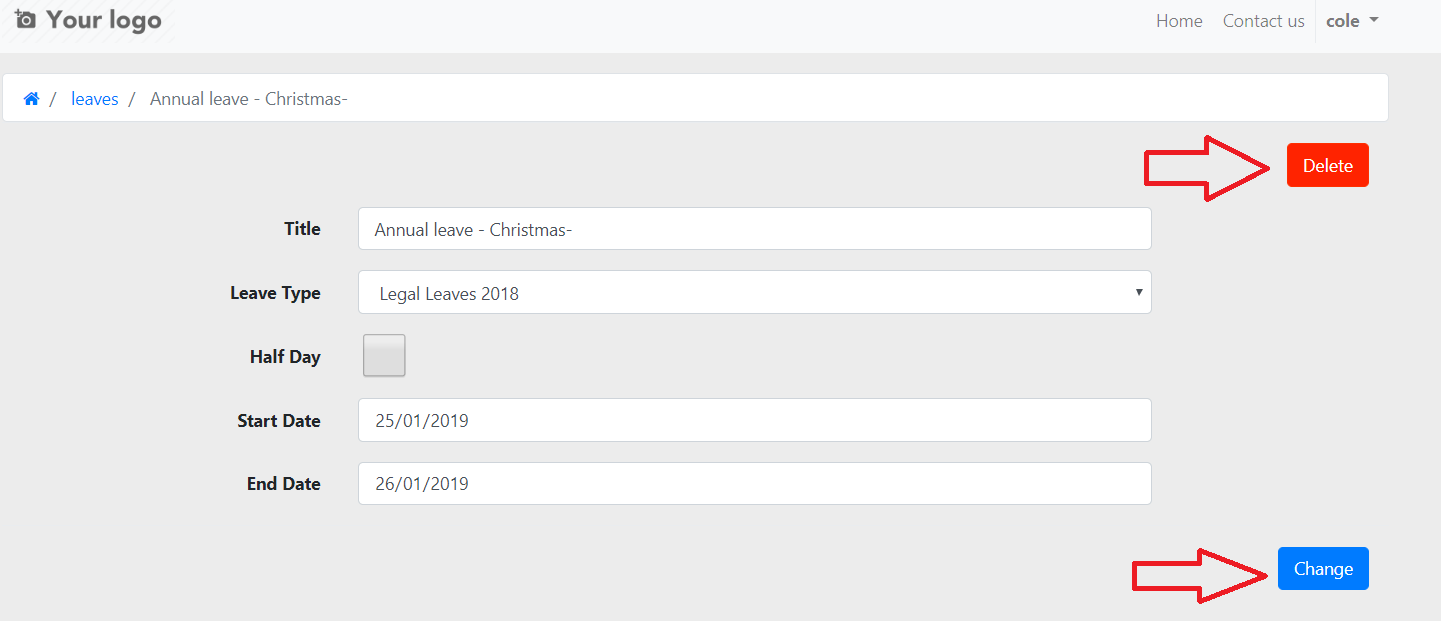 Your logo
Home Contact us cole
/ leaves / Annual leave - Christmas-
Delete
Title Annual leave - Christmas-
Leave Type Legal Leaves 2018
Half Day
Start Date 25/01/2019
End Date 26/01/2019
Change